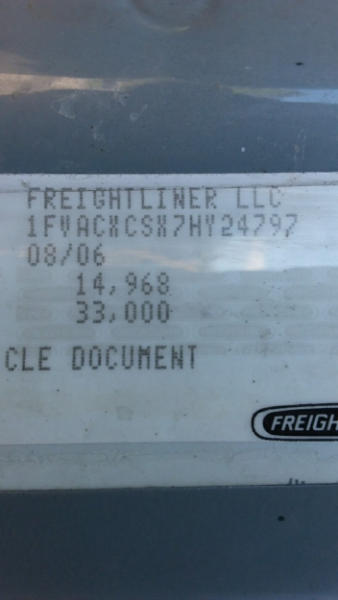 FREIGHTLINER LLC
1FVACXCSX7HY24797
08/06
14,968
33,000
CLE DOCUMENT
FREIGH